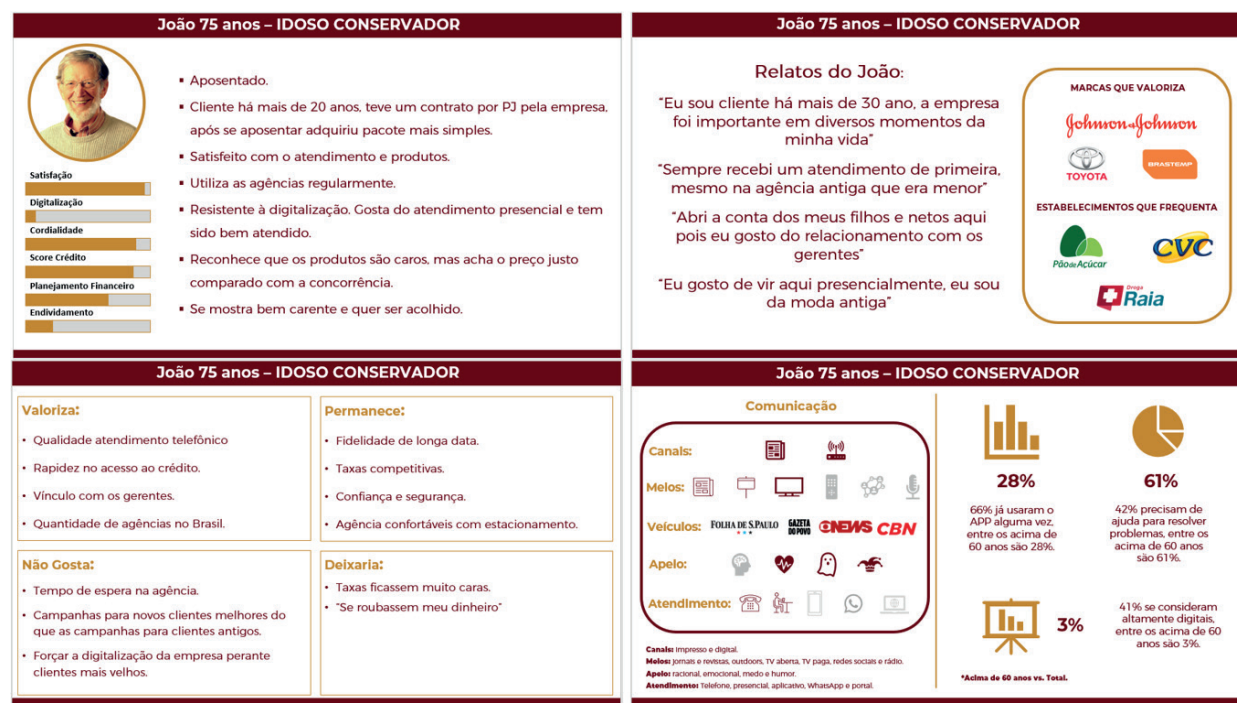 João 75 anos – IDOSO CONSERVADOR
▪ Aposentado.
▪ Cliente há mais de 20 anos, teve um contrato por PJ pela empresa,
após se aposentar adquiriu pacote mais simples.
▪ Satisfeito com o atendimento e produtos.
▪ Utiliza as agências regularmente.
▪ Resistente à digitalização. Gosta do atendimento presencial e tem
sido bem atendido.
▪ Reconhece que os produtos são caros, mas acha o preço justo
comparado com a concorrência.
▪ Se mostra bem carente e quer ser acolhido.
Satisfação
Digitalização
Cordialidade
Score Crédito
Planejamento Financeiro
Endividamento
João 75 anos – IDOSO CONSERVADOR
Relatos do João:
"Eu sou cliente há mais de 30 ano, a empresa
foi importante em diversos momentos da
minha vida"
"Sempre recebi um atendimento de primeira,
mesmo na agência antiga que era menor"
"Abri a conta dos meus filhos e netos aqui
pois eu gosto do relacionamento com os
gerentes"
"Eu gosto de vir aqui presencialmente, eu sou
da moda antiga"
MARCAS QUE VALORIZA
Johnson & Johnson
TOYOTA
BRASTEMP
ESTABELECIMENTOS QUE FREQUENTA
Pão de Açúcar
CVC
Droga
Raia
João 75 anos – IDOSO CONSERVADOR
Valoriza:
• Qualidade atendimento telefônico
• Rapidez no acesso ao crédito.
• Vínculo com os gerentes.
• Quantidade de agências no Brasil.
Permanece:
• Fidelidade de longa data.
• Taxas competitivas.
• Confiança e segurança.
• Agência confortáveis com estacionamento.
Não Gosta:
• Tempo de espera na agência.
• Campanhas para novos clientes melhores do
que as campanhas para clientes antigos.
• Forçar a digitalização da empresa perante
clientes mais velhos.
Deixaria:
• Taxas ficassem muito caras.
• "Se roubassem meu dinheiro"
João 75 anos – IDOSO CONSERVADOR
Comunicação
Canais:
Meios:
Veículos: FOLHA DE S.PAULO GAZETA DO POVO GNEWS CBN
Apelo:
Atendimento:
Canais: Impresso e digital.
Meios: jornais e revistas, outdoors, TV aberta, TV paga, redes sociais e rádio.
Apelo: racional, emocional, medo e humor.
Atendimento: Telefone, presencial, aplicativo, WhatsApp e portal.
28%
66% já usaram o
APP alguma vez,
entre os acima de
60 anos são 28%.
61%
42% precisam de
ajuda para resolver
problemas, entre os
acima de 60 anos
são 61%.
3%
41% se consideram
altamente digitais,
entre os acima de 60
anos são 3%.
*Acima de 60 anos vs. Total.